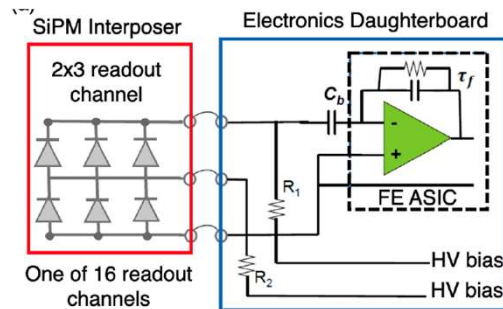 SiPM Interposer
Electronics Daughterboard
2x3 readout
channel
C_b
τ_f
-
+
R_1
FE ASIC
R_2
HV bias
HV bias
One of 16 readout
channels